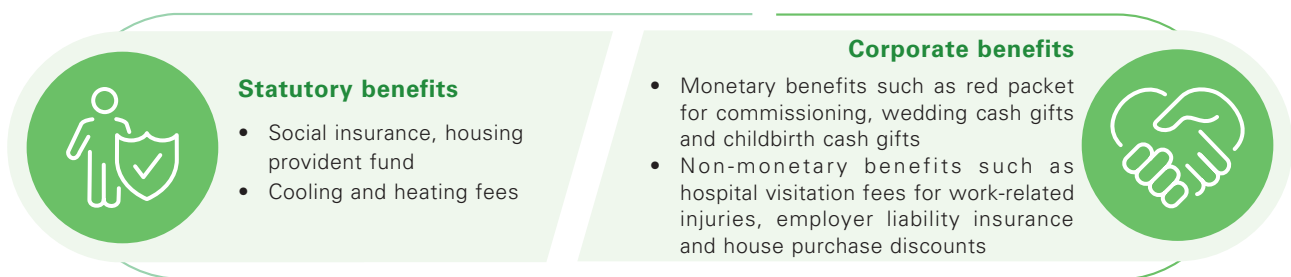 Statutory benefits
• Social insurance, housing
provident fund
• Cooling and heating fees
Corporate benefits
• Monetary benefits such as red packet
for commissioning, wedding cash gifts
and childbirth cash gifts
• Non-monetary benefits such as
hospital visitation fees for work-related
injuries, employer liability insurance
and house purchase discounts